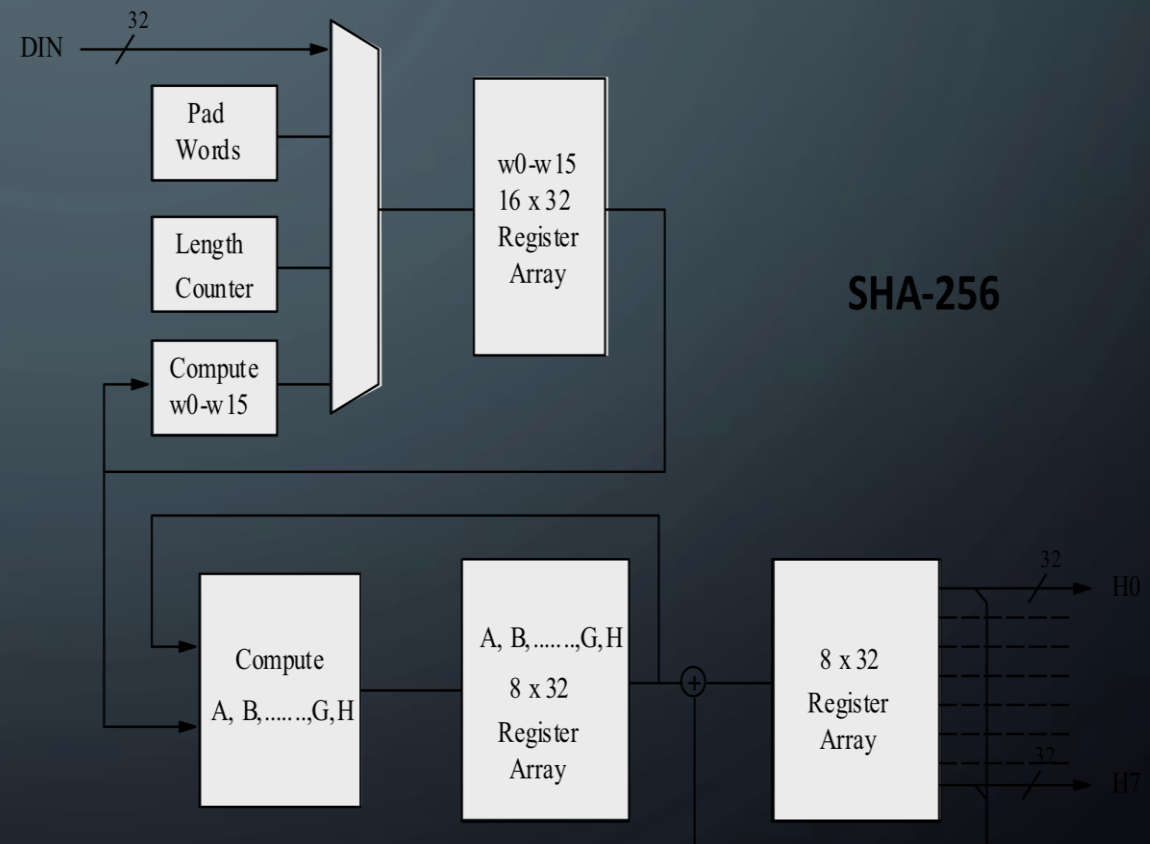 32
DIN
Pad
Words
Length
Counter
Compute
w0-w15
w0-w15
16 x 32
Register
Array
SHA-256
Compute
A, B,.......,G,H
A, B,.......,G,H
8 x 32
Register
Array
+
8 x 32
Register
Array
32
H0
32
H7